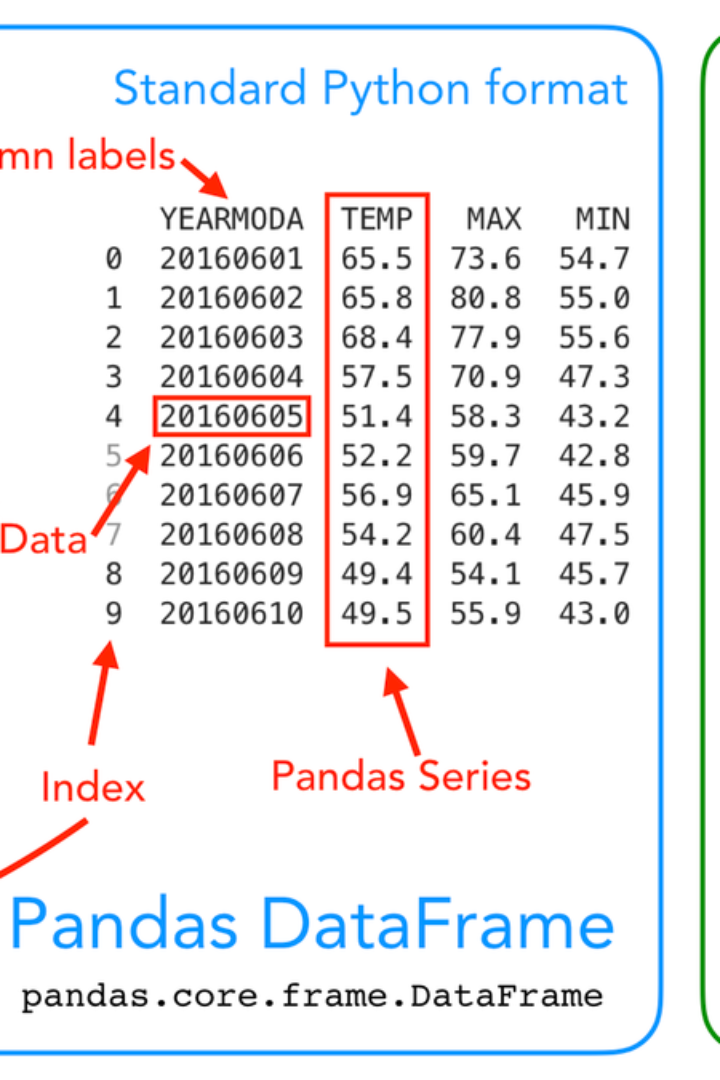 Standard Python format
mn labels
YEARMODA TEMP MAX MIN
0 20160601 65.5 73.6 54.7
1 20160602 65.8 80.8 55.0
2 20160603 68.4 77.9 55.6
3 20160604 57.5 70.9 47.3
4 20160605 51.4 58.3 43.2
5 20160606 52.2 59.7 42.8
6 20160607 56.9 65.1 45.9
Data 7 20160608 54.2 60.4 47.5
8 20160609 49.4 54.1 45.7
9 20160610 49.5 55.9 43.0
Pandas Series
Index
Pandas DataFrame
pandas.core.frame.DataFrame